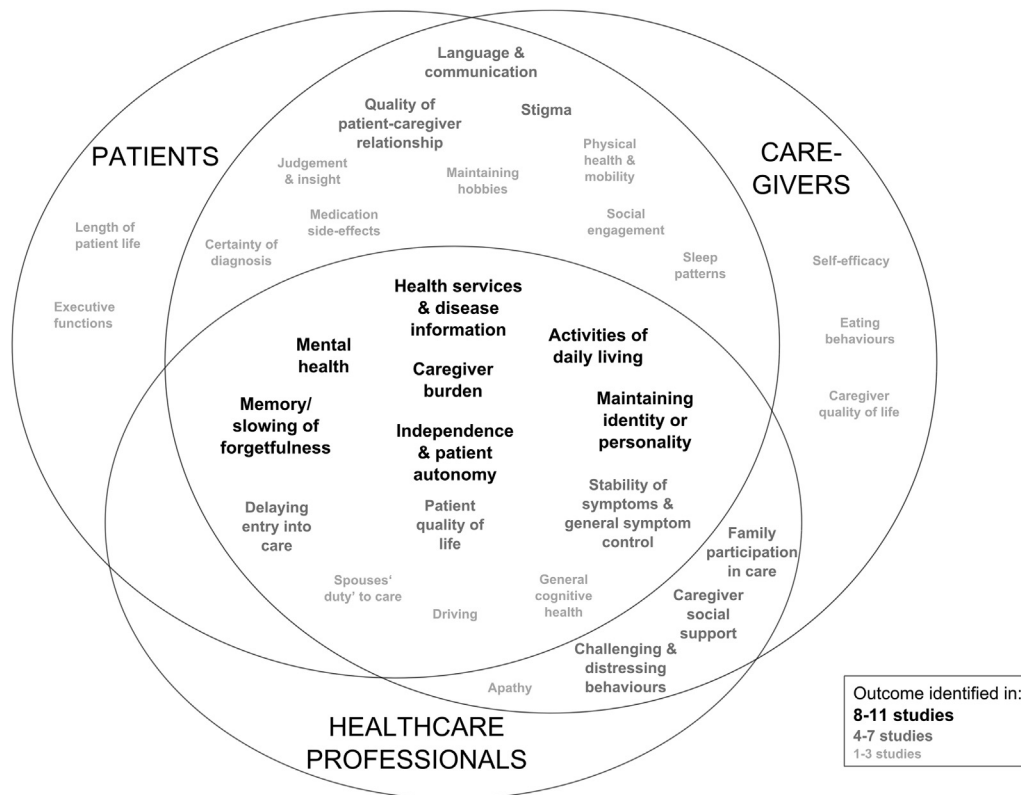 Language &
communication
Quality of
patient-caregiver
relationship
Stigma
PATIENTS
CARE-
GIVERS
Judgement
& insight
Maintaining
hobbies
Physical
health &
mobility
Length of
patient life
Certainty of
diagnosis
Medication
side-effects
Social
engagement
Sleep
patterns
Self-efficacy
Executive
functions
Eating
behaviours
Caregiver
quality of life
Health services
& disease
information
Mental
health
Caregiver
burden
Activities of
daily living
Memory/
slowing of
forgetfulness
Independence
& patient
autonomy
Maintaining
identity or
personality
Delaying
entry into
care
Patient
quality of
life
Stability of
symptoms &
general symptom
control
Family
participation
in care
Spouses‘
duty’ to care
Driving
General
cognitive
health
Caregiver
social
support
Challenging &
distressing
behaviours
Apathy
HEALTHCARE
PROFESSIONALS
Outcome identified in:
8-11 studies
4-7 studies
1-3 studies